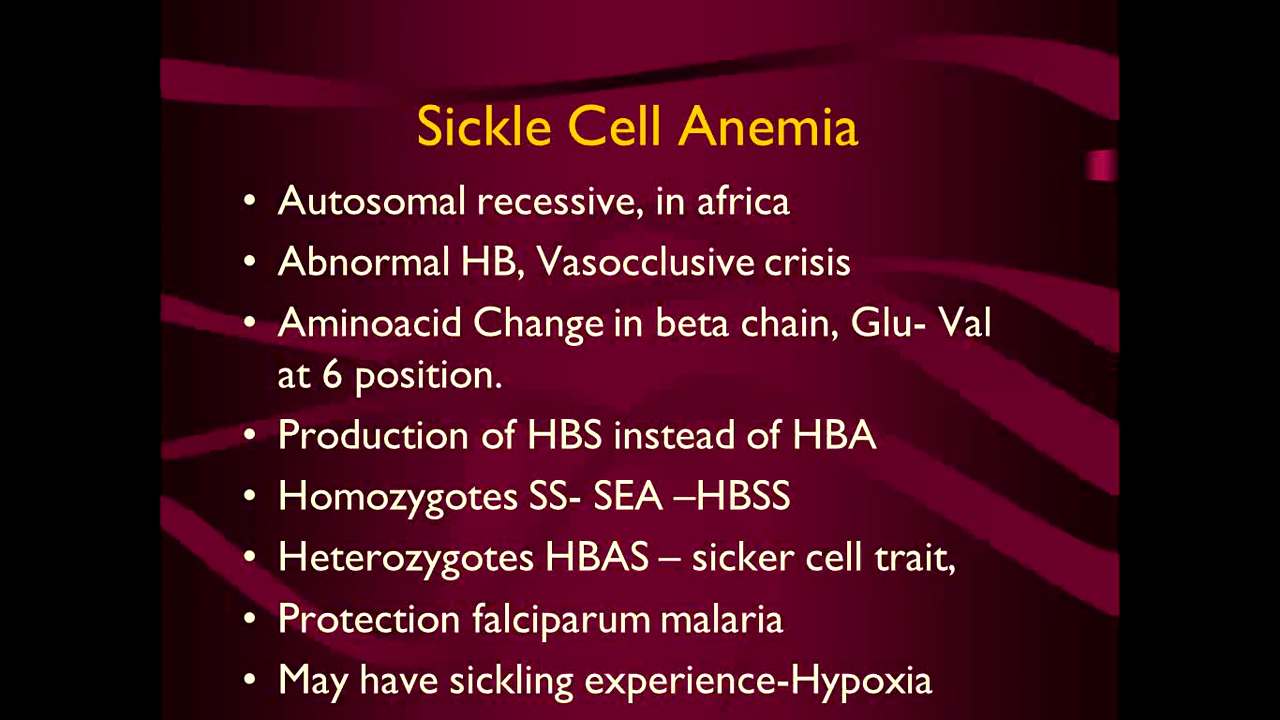 Sickle Cell Anemia
• Autosomal recessive, in africa
• Abnormal HB, Vasocclusive crisis
• Aminoacid Change in beta chain, Glu- Val
at 6 position.
• Production of HBS instead of HBA
• Homozygotes SS- SEA –HBSS
• Heterozygotes HBAS – sicker cell trait,
• Protection falciparum malaria
• May have sickling experience-Hypoxia